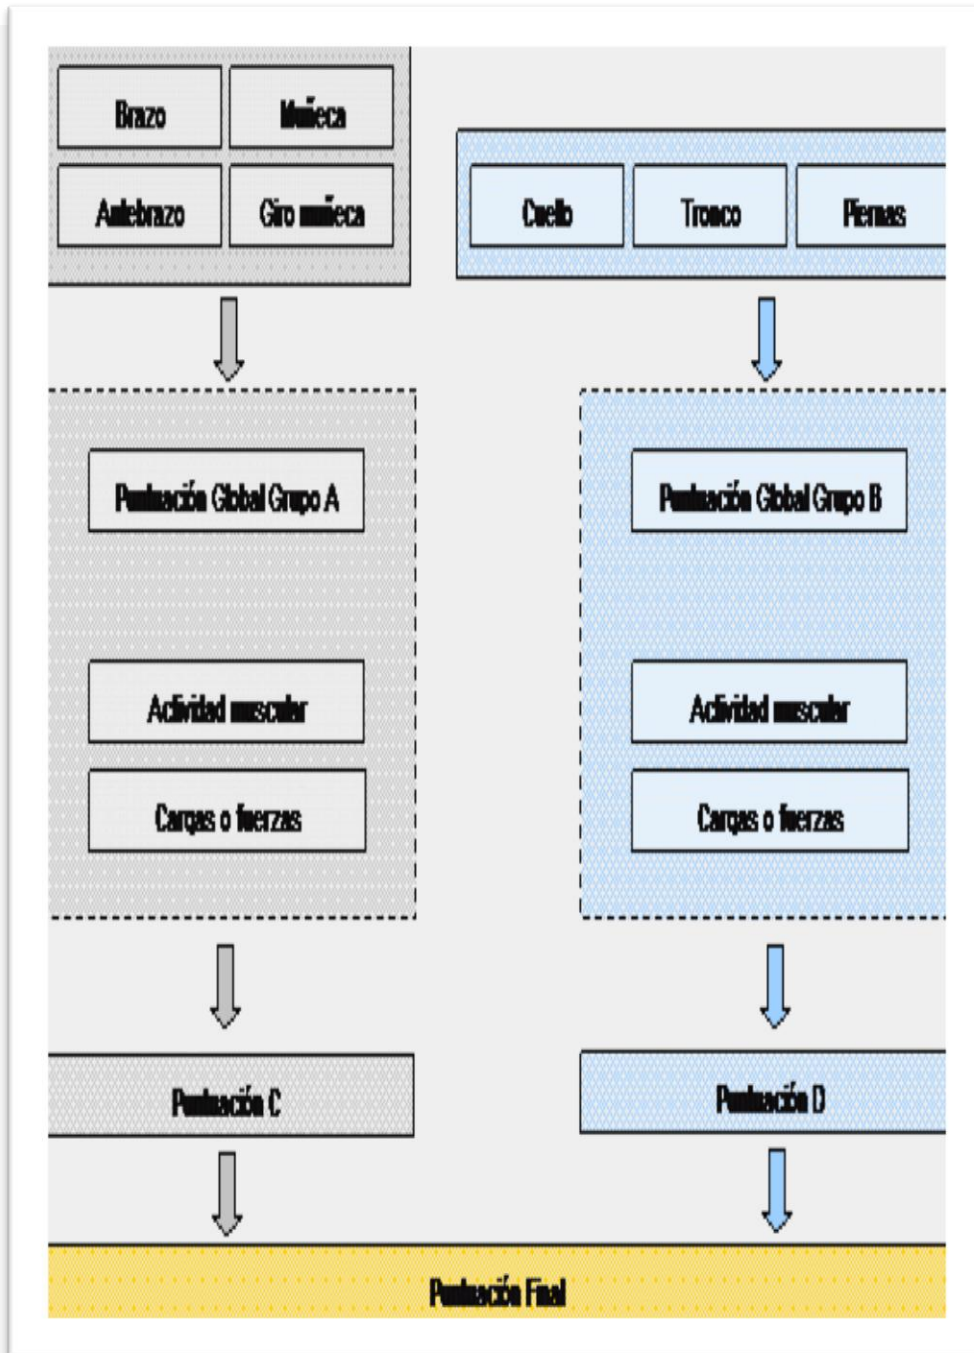 Brazo
Muñeca
Antebrazo
Giro muñeca
Cuello
Tronco
Piernas
Puntuación Global Grupo A
Puntuación Global Grupo B
Actividad muscular
Actividad muscular
Cargas o fuerzas
Cargas o fuerzas
Puntuación C
Puntuación D
Puntuación Final